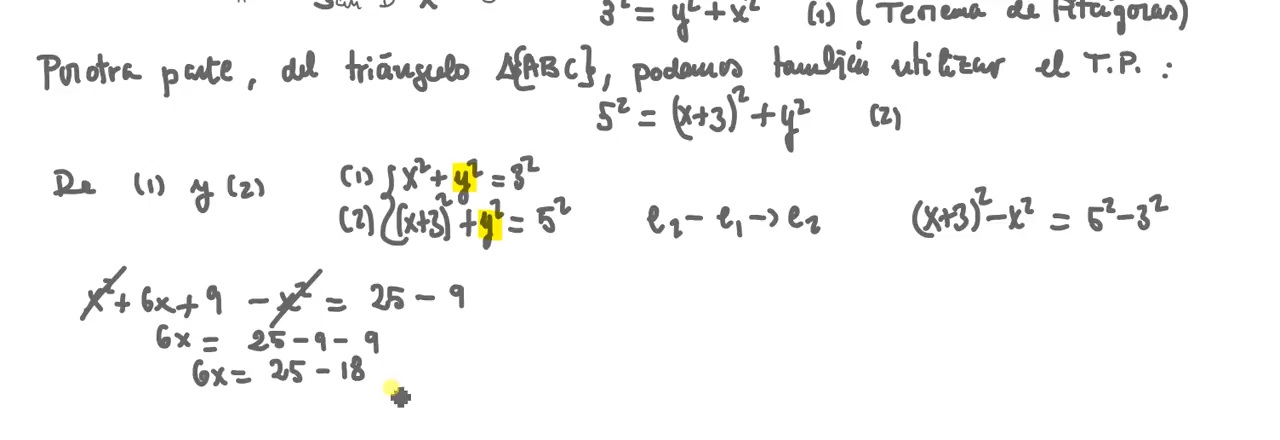 3² = y² + x² (1) (Teorema de Pitágoras)
Por otra parte, del triángulo Δ{ABC}, podemos también utilizar el T.P. :
5² = (x+3)² + y² (2)
De (1) y (2) (1) { x² + y² = 3²
(2) { (x+3)² + y² = 5² e₂ - e₁ → e₂ (x+3)² - x² = 5² - 3²
x² + 6x + 9 - x² = 25 - 9
6x = 25 - 9 - 9
6x = 25 - 18